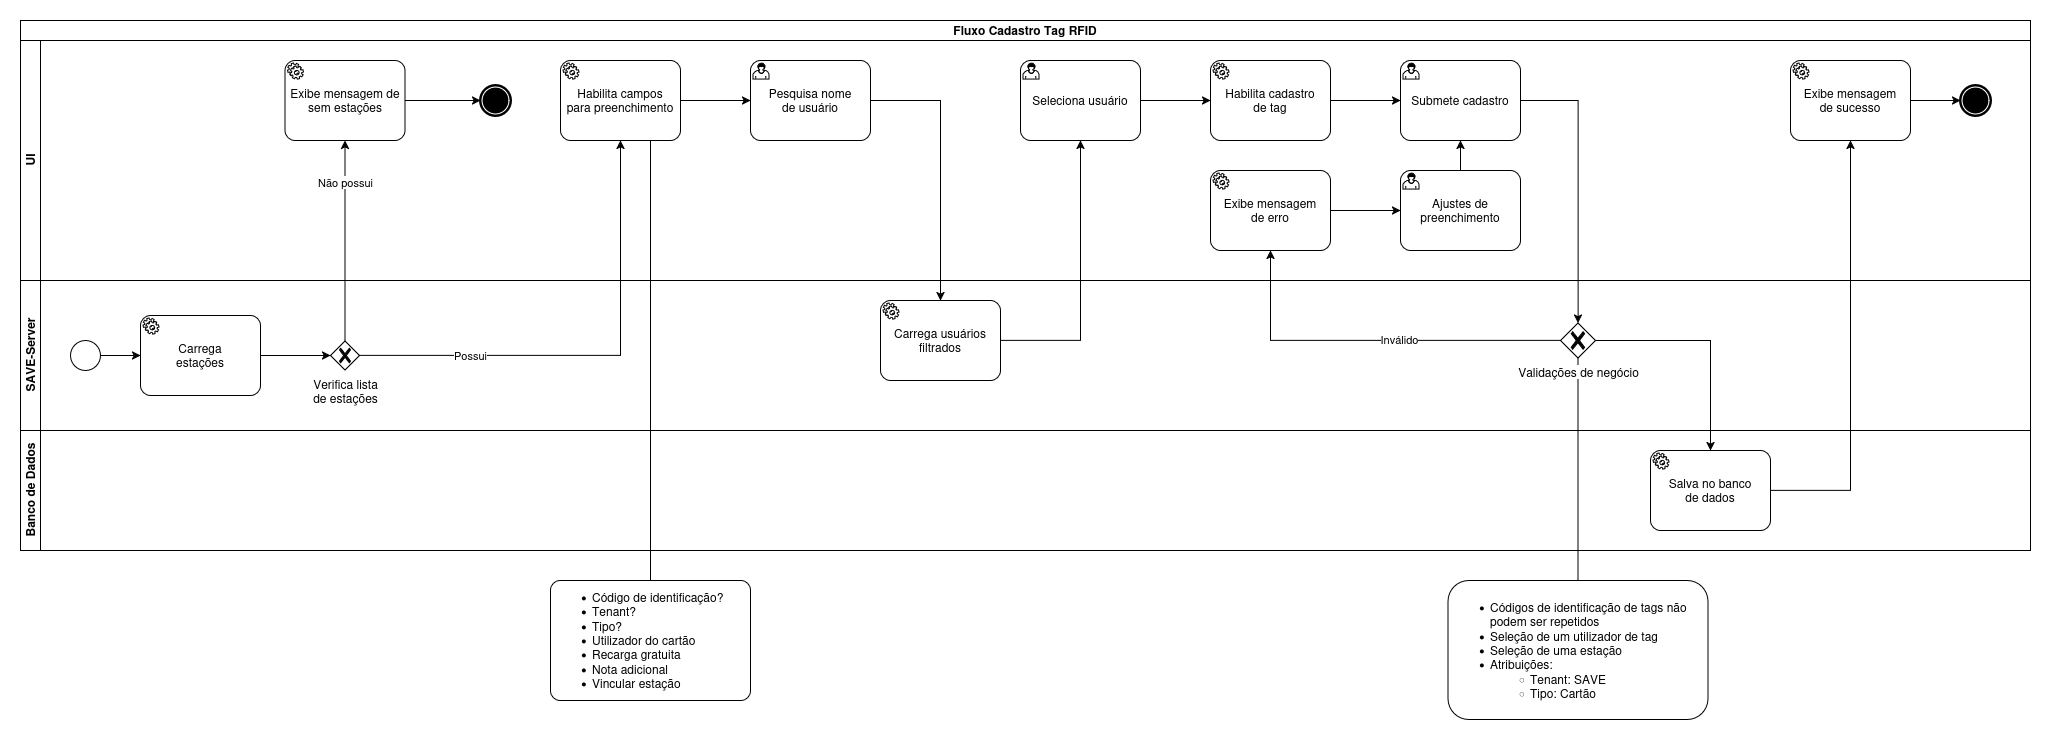 Fluxo Cadastro Tag RFID
UI
Exibe mensagem de
sem estações
Habilita campos
para preenchimento
Pesquisa nome
de usuário
Seleciona usuário
Habilita cadastro
de tag
Submete cadastro
Exibe mensagem
de sucesso
Não possui
Exibe mensagem
de erro
Ajustes de
preenchimento
SAVE-Server
Carrega
estações
Verifica lista
de estações
Possui
Carrega usuários
filtrados
Inválido
Validações de negócio
Banco de Dados
Salva no banco
de dados
Código de identificação?
Tenant?
Tipo?
Utilizador do cartão
Recarga gratuita
Nota adicional
Vincular estação
Códigos de identificação de tags não
podem ser repetidos
Seleção de um utilizador de tag
Seleção de uma estação
Atribuições:
Tenant: SAVE
Tipo: Cartão